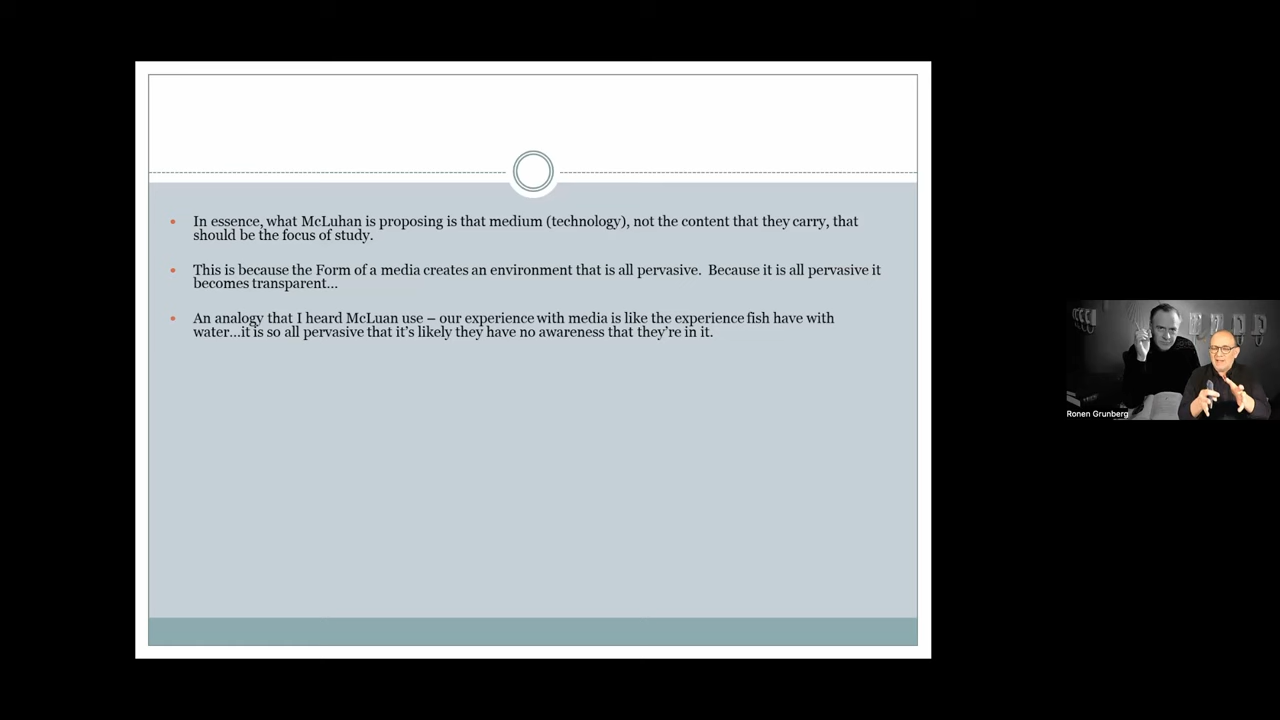 In essence, what McLuhan is proposing is that medium (technology), not the content that they carry, that
should be the focus of study.
This is because the Form of a media creates an environment that is all pervasive.  Because it is all pervasive it
becomes transparent…
An analogy that I heard McLuan use – our experience with media is like the experience fish have with
water…it is so all pervasive that it's likely they have no awareness that they're in it.
Ronen Grunberg